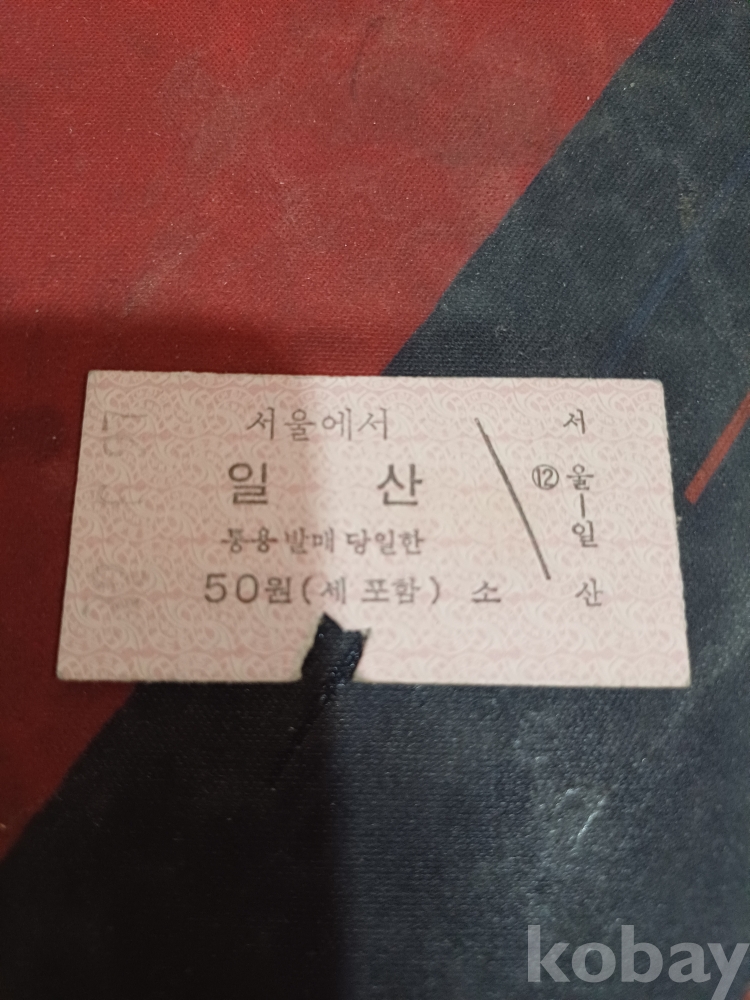 서울에서
일 산
통용발매당일한
50원(세 포함) 소
서
⑫ 울
|
일
산
kobay